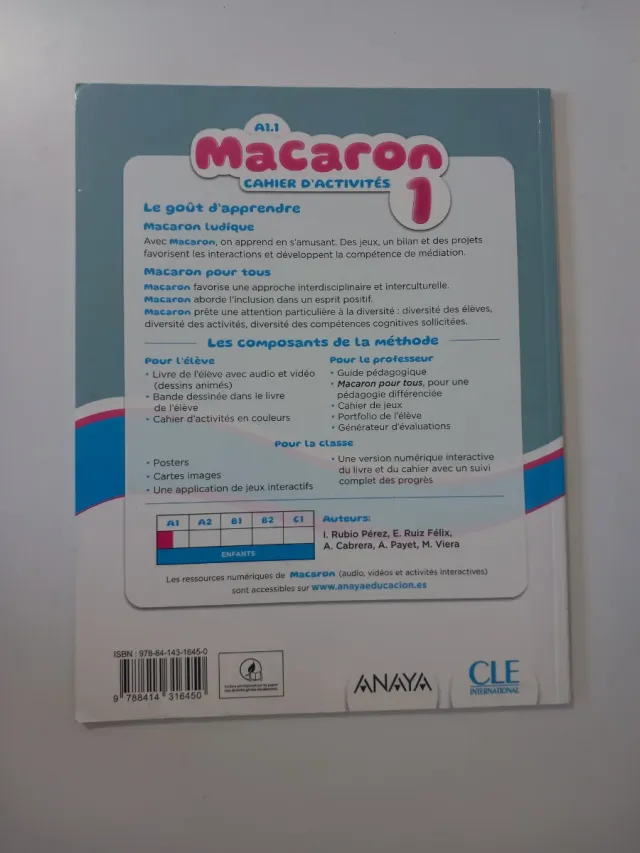 A1.1
Macaron
CAHIER D'ACTIVITÉS
1
Le goût d'apprendre
Macaron ludique
Avec Macaron, on apprend en s'amusant. Des jeux, un bilan et des projets
favorisent les interactions et développent la compétence de médiation.
Macaron pour tous
Macaron favorise une approche interdisciplinaire et interculturelle.
Macaron aborde l'inclusion dans un esprit positif.
Macaron prête une attention particulière à la diversité : diversité des élèves,
diversité des activités, diversité des compétences cognitives sollicitées.
Les composants de la méthode
Pour l'élève
• Livre de l'élève avec audio et vidéo
(dessins animés)
• Bande dessinée dans le livre
de l'élève
• Cahier d'activités en couleurs
Pour le professeur
• Guide pédagogique
• Macaron pour tous, pour une
pédagogie différenciée
• Cahier de jeux
• Portfolio de l'élève
• Générateur d'évaluations
Pour la classe
• Posters
• Cartes images
• Une application de jeux interactifs
• Une version numérique interactive
du livre et du cahier avec un suivi
complet des progrès
A1 A2 B1 B2 C1
ENFANTS
Auteurs:
I. Rubio Pérez, E. Ruiz Félix,
A. Cabrera, A. Payet, M. Viera
Les ressources numériques de Macaron (audio, vidéos et activités interactives)
sont accessibles sur www.anayaeducacion.es
ISBN : 978-84-143-1645-0
9 788414 316450
ANAYA
CLE
INTERNATIONAL